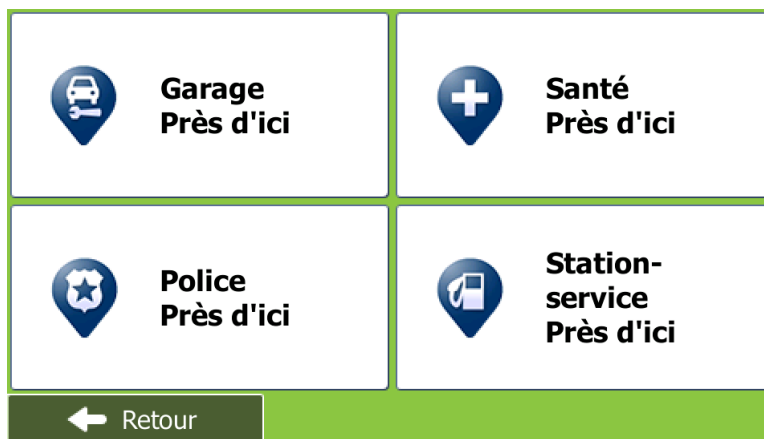 Garage
Près d'ici
Santé
Près d'ici
Police
Près d'ici
Station-
service
Près d'ici
Retour